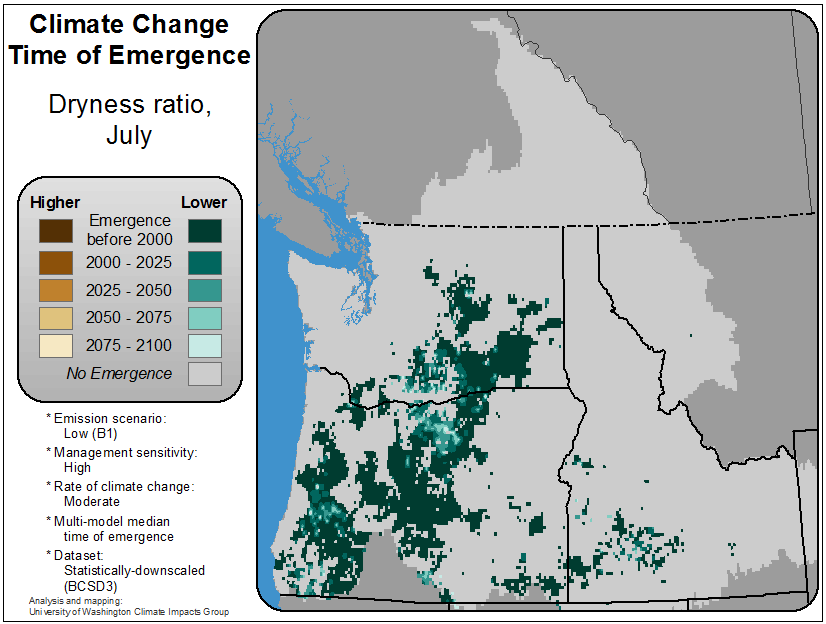 Climate Change
Time of Emergence
Dryness ratio,
July
Higher Lower
Emergence
before 2000
2000 - 2025
2025 - 2050
2050 - 2075
2075 - 2100
No Emergence
* Emission scenario:
Low (B1)
* Management sensitivity:
High
* Rate of climate change:
Moderate
* Multi-model median
time of emergence
* Dataset:
Statistically-downscaled
(BCSD3)
Analysis and mapping:
University of Washington Climate Impacts Group